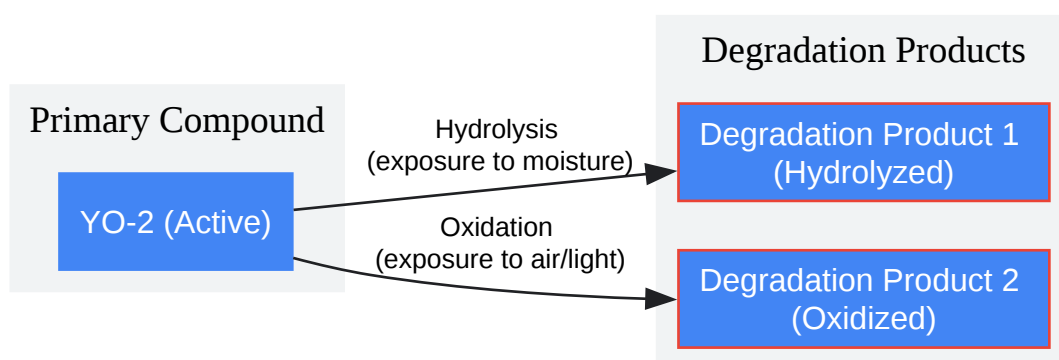 Primary Compound
YO-2 (Active)
Hydrolysis
(exposure to moisture)
Oxidation
(exposure to air/light)
Degradation Products
Degradation Product 1
(Hydrolyzed)
Degradation Product 2
(Oxidized)